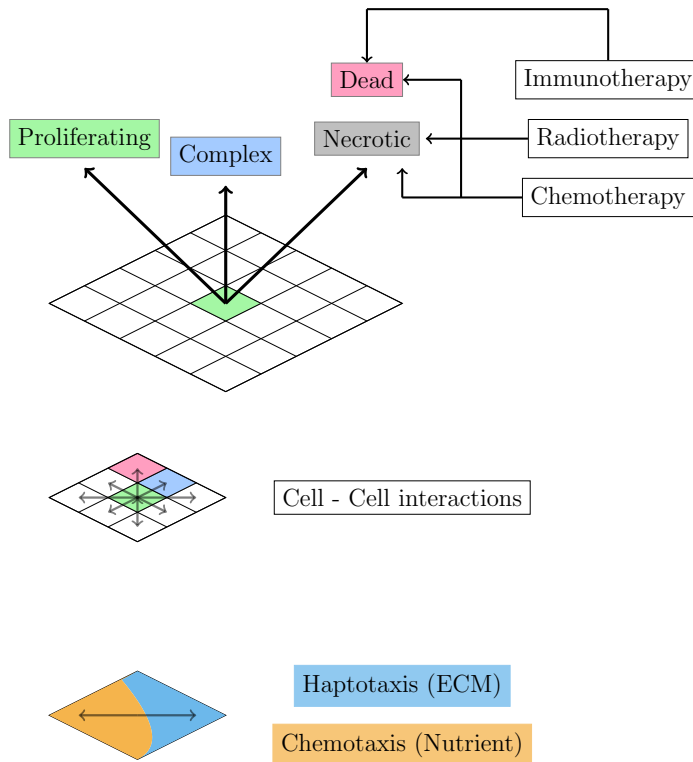 Dead
Immunotherapy
Proliferating
Complex
Necrotic
Radiotherapy
Chemotherapy
Cell - Cell interactions
Haptotaxis (ECM)
Chemotaxis (Nutrient)